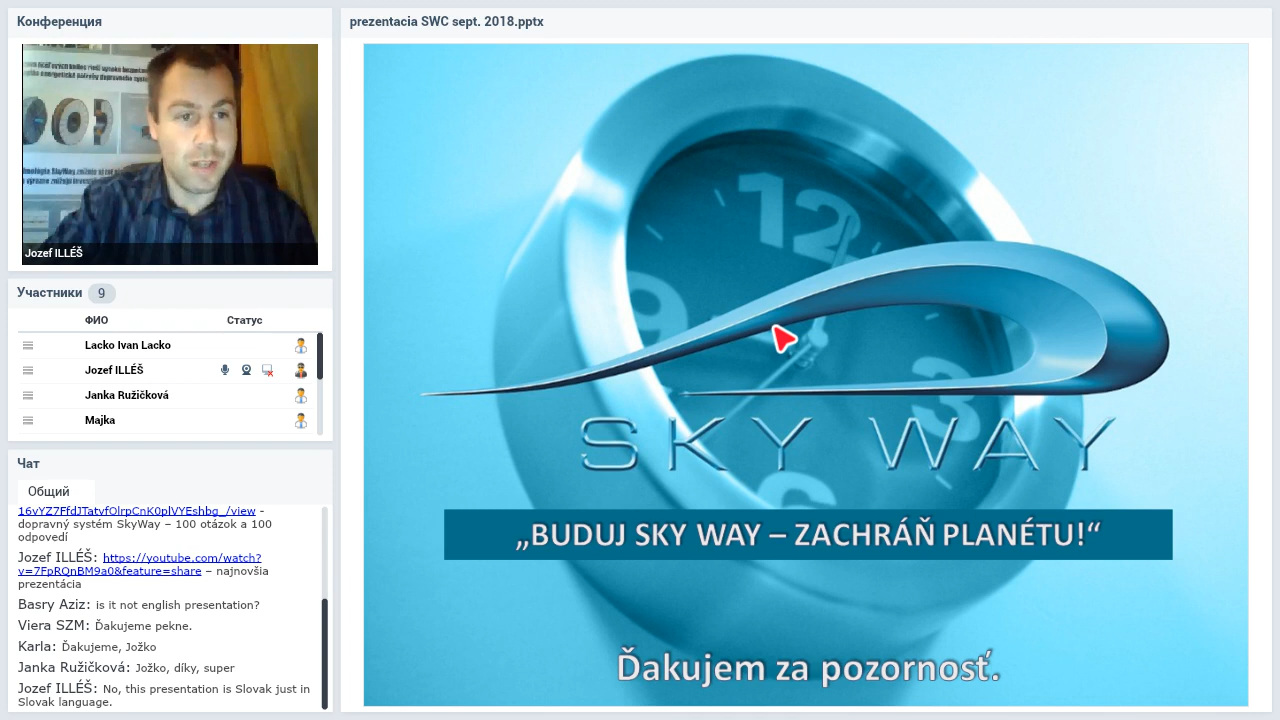 Конференция
Jozef ILLÉŠ
Участники 9
ФИО Статус
Lacko Ivan Lacko
Jozef ILLÉŠ
Janka Ružičková
Majka
Чат
Общий
dopravný systém SkyWay – 100 otázok a 100
odpovedí
Jozef ILLÉŠ: https://youtube.com/watch?
v=7FpRQnBM9a0&feature=share – najnovšia
prezentácia
Basry Aziz: is it not english presentation?
Viera SZM: Ďakujeme pekne.
Karla: Ďakujeme, Jožko
Janka Ružičková: Jožko, díky, super
Jozef ILLÉŠ: No, this presentation is Slovak just in
Slovak language.
prezentacia SWC sept. 2018.pptx
12
9
3
6
SKY WAY
„BUDUJ SKY WAY – ZACHRÁŇ PLANÉTU!“
Ďakujem za pozornosť.